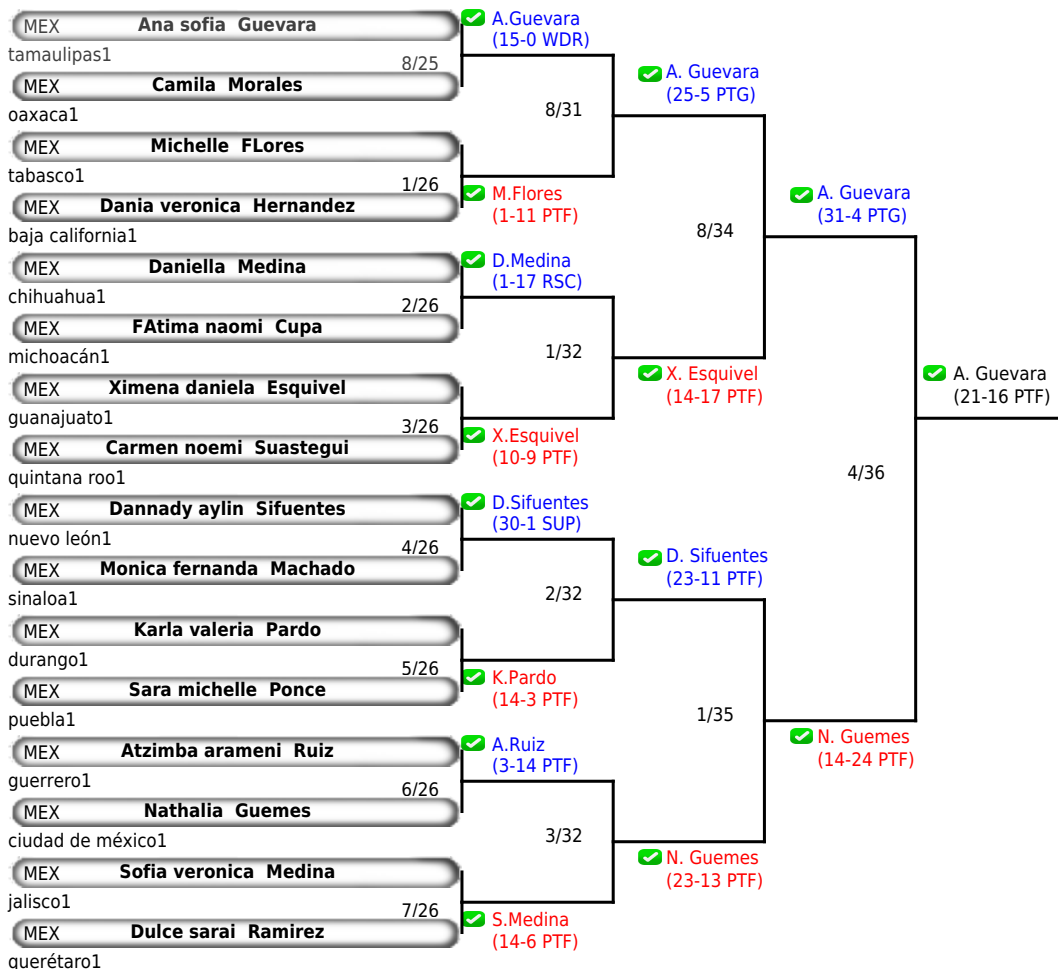 MEX Ana sofia Guevara
tamaulipas1
8/25
MEX Camila Morales
oaxaca1
A.Guevara
(15-0 WDR)
MEX Michelle FLores
tabasco1
1/26
MEX Dania veronica Hernandez
baja california1
M.Flores
(1-11 PTF)
MEX Daniella Medina
chihuahua1
2/26
MEX FAtima naomi Cupa
michoacán1
D.Medina
(1-17 RSC)
MEX Ximena daniela Esquivel
guanajuato1
3/26
MEX Carmen noemi Suastegui
quintana roo1
X.Esquivel
(10-9 PTF)
MEX Dannady aylin Sifuentes
nuevo león1
4/26
MEX Monica fernanda Machado
sinaloa1
D.Sifuentes
(30-1 SUP)
MEX Karla valeria Pardo
durango1
5/26
MEX Sara michelle Ponce
puebla1
K.Pardo
(14-3 PTF)
MEX Atzimba arameni Ruiz
guerrero1
6/26
MEX Nathalia Guemes
ciudad de méxico1
A.Ruiz
(3-14 PTF)
MEX Sofia veronica Medina
jalisco1
7/26
MEX Dulce sarai Ramirez
querétaro1
S.Medina
(14-6 PTF)
8/31
A. Guevara
(25-5 PTG)
1/32
X. Esquivel
(14-17 PTF)
2/32
D. Sifuentes
(23-11 PTF)
3/32
N. Guemes
(23-13 PTF)
8/34
A. Guevara
(31-4 PTG)
1/35
N. Guemes
(14-24 PTF)
4/36
A. Guevara
(21-16 PTF)